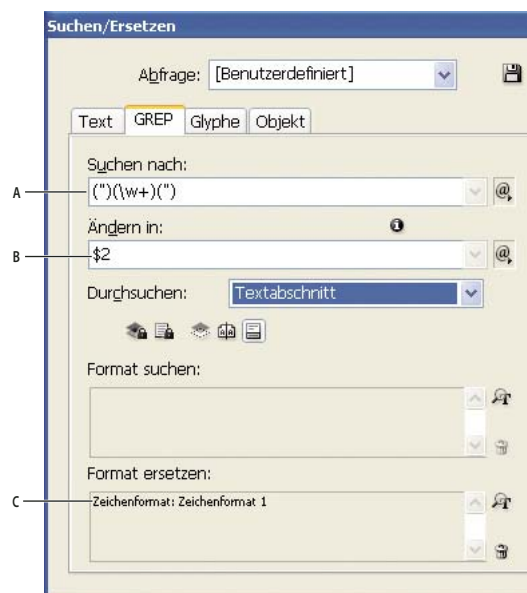 Suchen/Ersetzen
Abfrage: [Benutzerdefiniert]
Text GREP Glyphe Objekt
Suchen nach:
A (")(\w+)(")
Ändern in:
B $2
Durchsuchen: Textabschnitt
Format suchen:
Format ersetzen:
C Zeichenformat: Zeichenformat 1